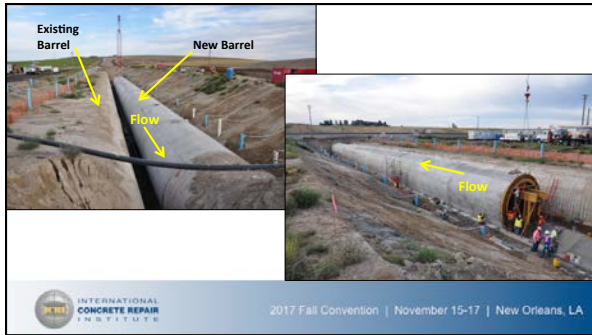 Existing
Barrel
New Barrel
Flow
Flow
ICRI
INTERNATIONAL
CONCRETE REPAIR
INSTITUTE
2017 Fall Convention | November 15-17 | New Orleans, LA